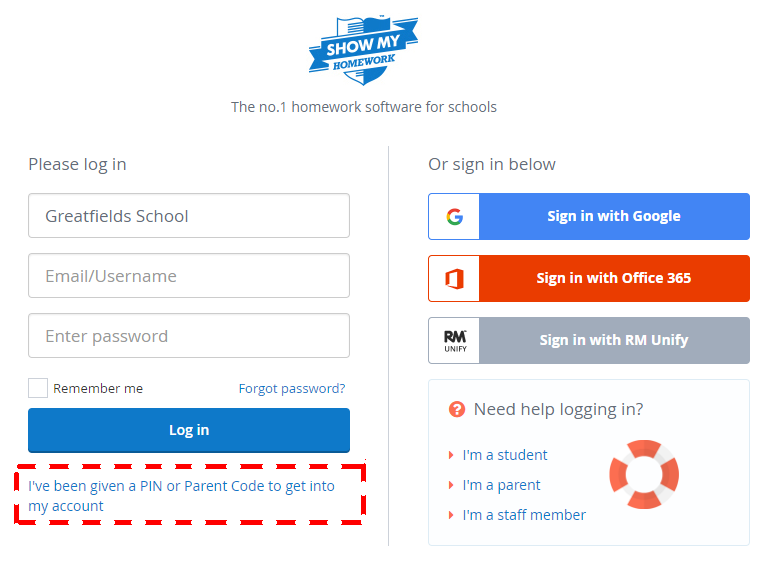 SHOW MY
HOMEWORK
The no.1 homework software for schools
Please log in
Greatfields School
Email/Username
Enter password
Remember me
Forgot password?
Log in
I've been given a PIN or Parent Code to get into
my account
Or sign in below
G
Sign in with Google
Sign in with Office 365
RM
UNIFY
Sign in with RM Unify
? Need help logging in?
I'm a student
I'm a parent
I'm a staff member